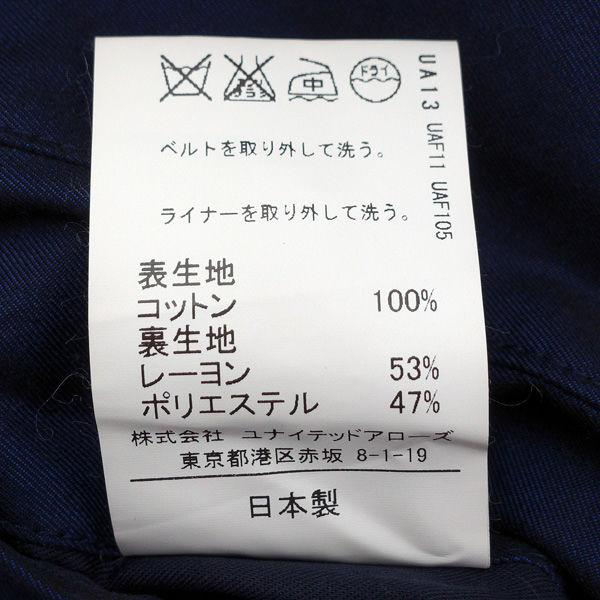 中 ドライ
ベルトを取り外して洗う。
ライナーを取り外して洗う。
表生地
コットン 100%
裏生地
レーヨン 53%
ポリエステル 47%
株式会社 ユナイテッドアローズ
東京都港区赤坂 8-1-19
日本製
UA13 UAF11 UAF105